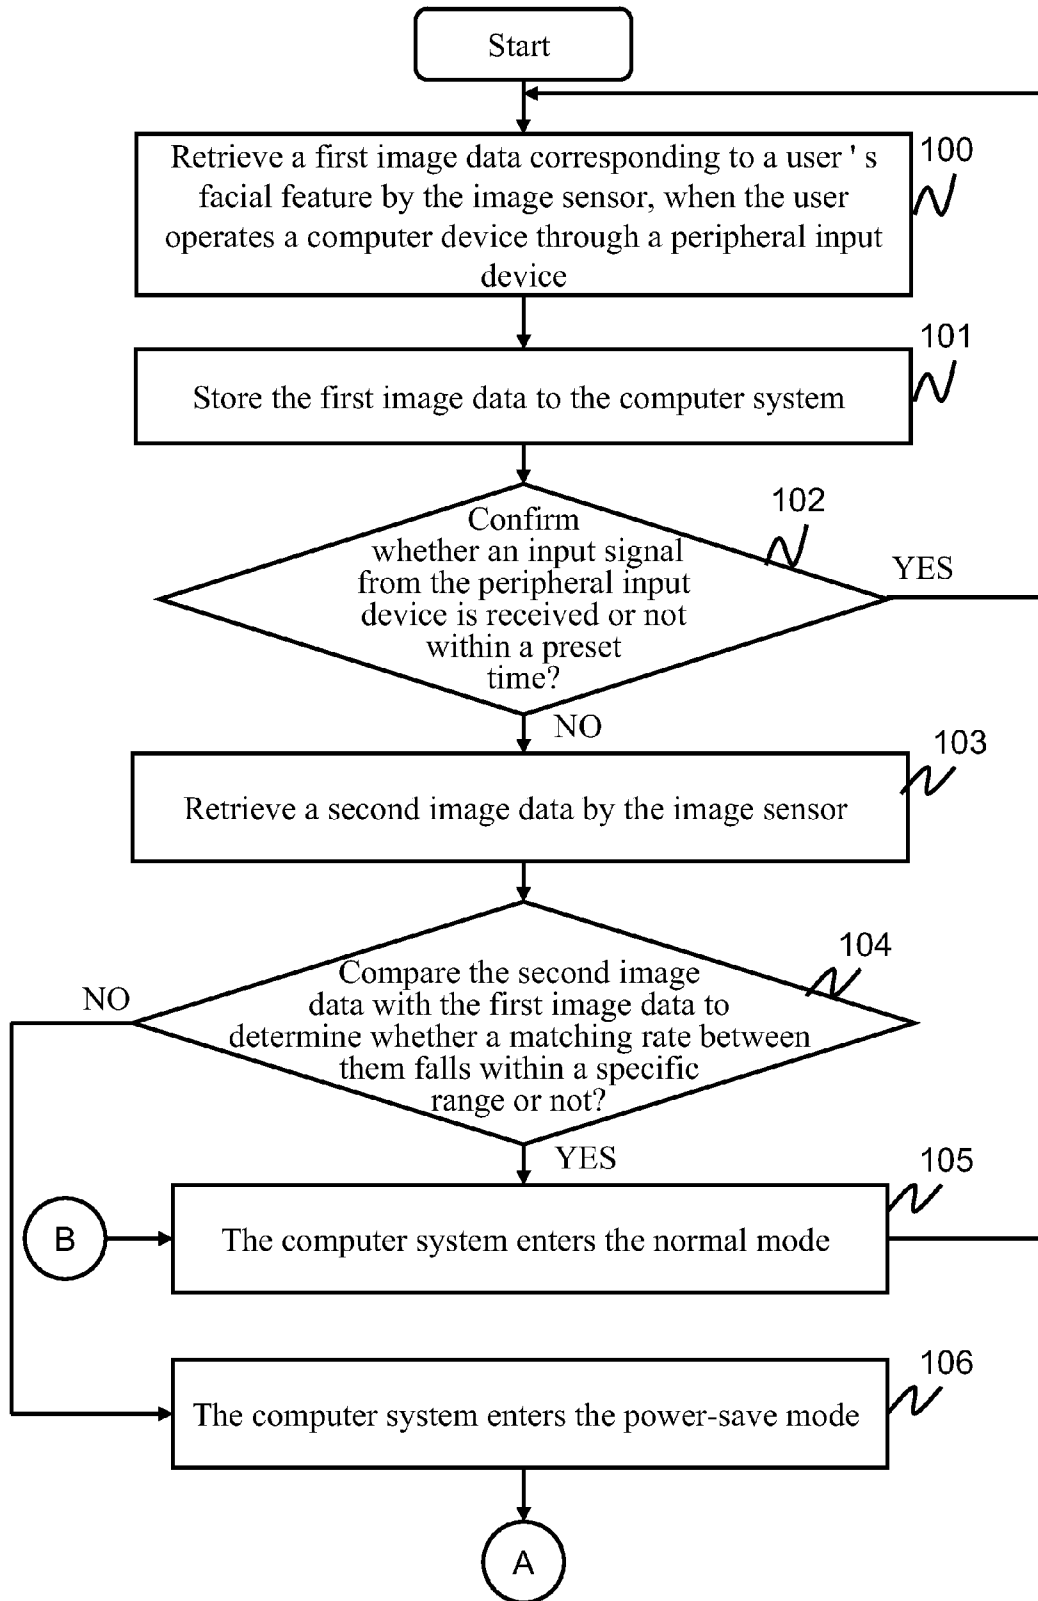 Start
100
Retrieve a first image data corresponding to a user ' s
facial feature by the image sensor, when the user
operates a computer device through a peripheral input
device
101
Store the first image data to the computer system
102
Confirm
whether an input signal
from the peripheral input
device is received or not
within a preset
time?
YES
NO
103
Retrieve a second image data by the image sensor
104
NO
Compare the second image
data with the first image data to
determine whether a matching rate between
them falls within a specific
range or not?
YES
105
B
The computer system enters the normal mode
106
The computer system enters the power-save mode
A